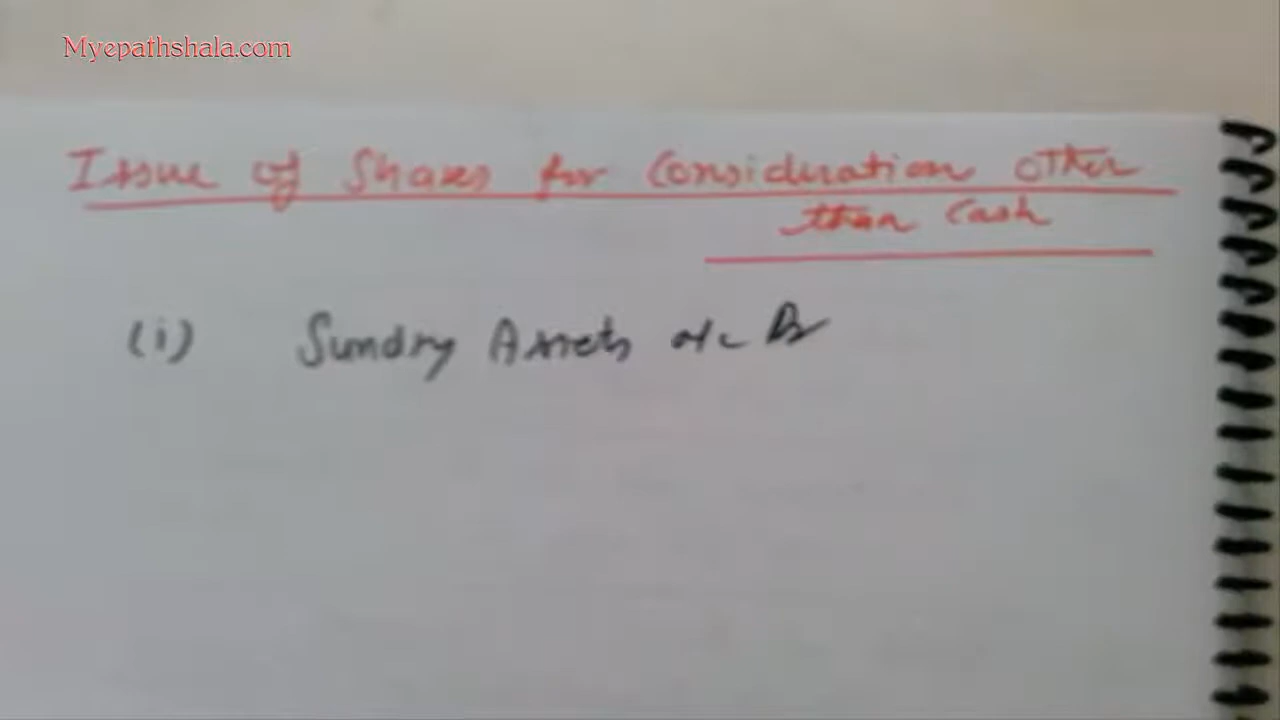 Myepathshala.com
Issue of Shares for Consideration Other
than Cash
(i) Sundry Assets a/c Dr